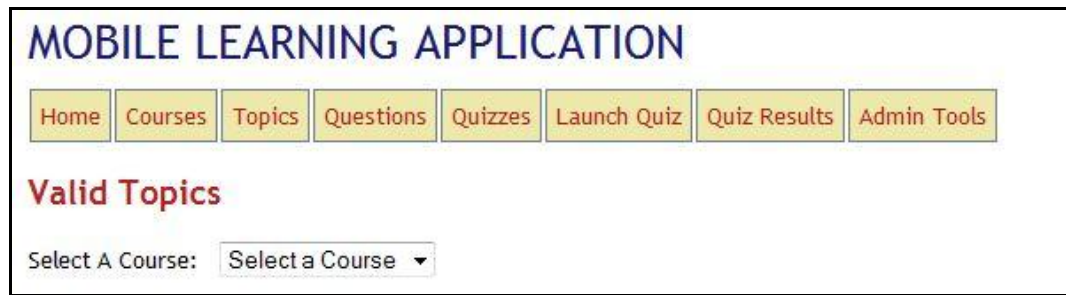 MOBILE LEARNING APPLICATION
Home Courses Topics Questions Quizzes Launch Quiz Quiz Results Admin Tools
Valid Topics
Select A Course: Select a Course